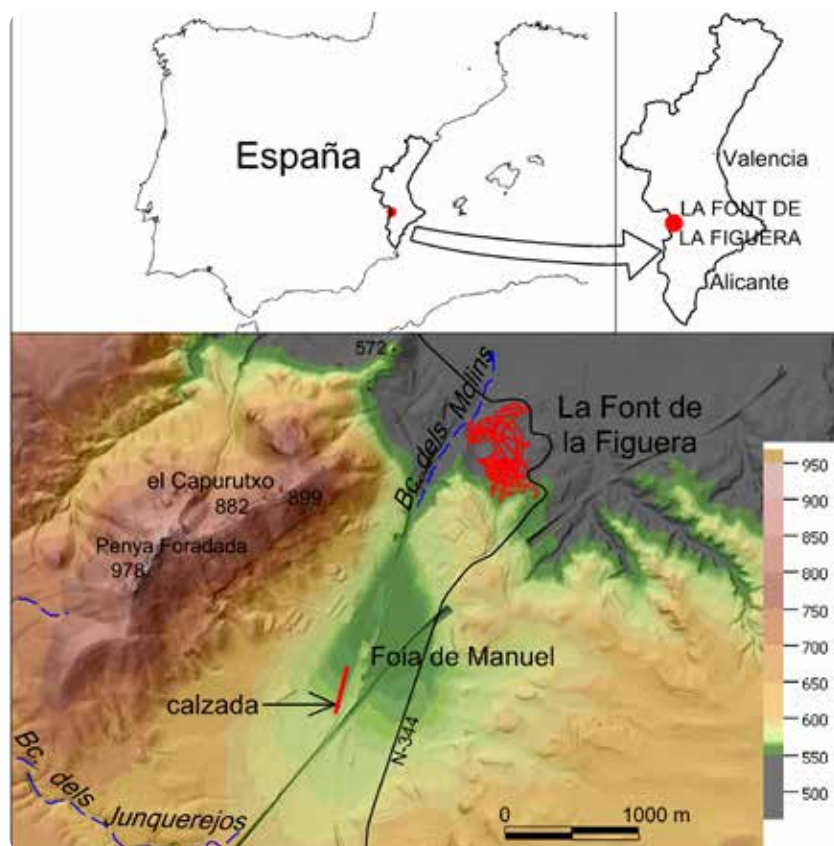 España
Valencia
LA FONT DE
LA FIGUERA
Alicante
572
Bc. dels Molins
La Font de
la Figuera
el Capurutxo
882
899
Penya Foradada
978
Foia de Manuel
calzada
N-344
Bc. dels Junquerejos
0
1000 m
950
900
850
800
750
700
650
600
550
500